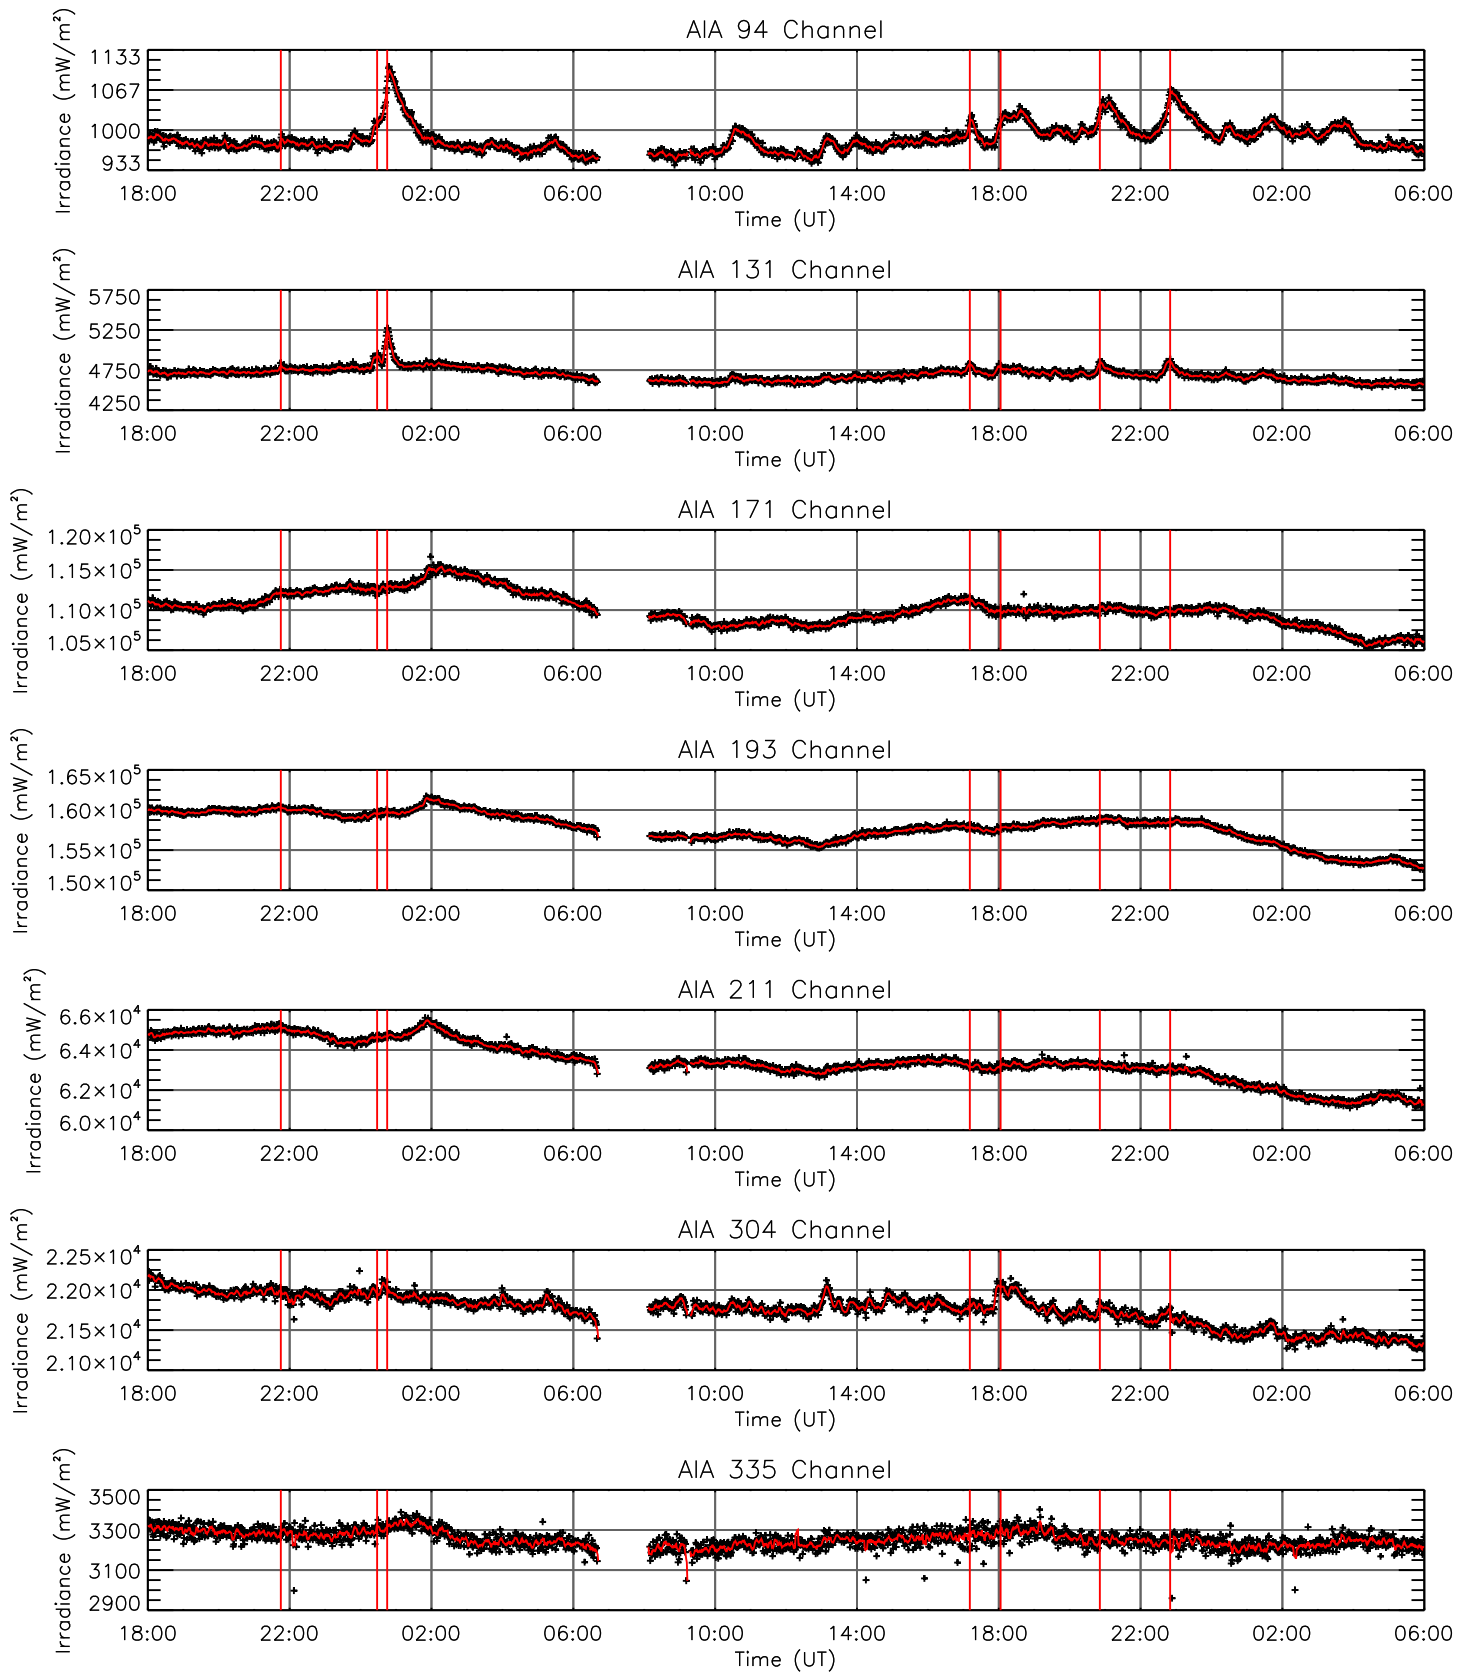 AIA 94 Channel
Irradiance (mW/m²)
1133
1067
1000
933
18:00 22:00 02:00 06:00 10:00 14:00 18:00 22:00 02:00 06:00
Time (UT)
AIA 131 Channel
Irradiance (mW/m²)
5750
5250
4750
4250
18:00 22:00 02:00 06:00 10:00 14:00 18:00 22:00 02:00 06:00
Time (UT)
AIA 171 Channel
Irradiance (mW/m²)
1.20×10⁵
1.15×10⁵
1.10×10⁵
1.05×10⁵
18:00 22:00 02:00 06:00 10:00 14:00 18:00 22:00 02:00 06:00
Time (UT)
AIA 193 Channel
Irradiance (mW/m²)
1.65×10⁵
1.60×10⁵
1.55×10⁵
1.50×10⁵
18:00 22:00 02:00 06:00 10:00 14:00 18:00 22:00 02:00 06:00
Time (UT)
AIA 211 Channel
Irradiance (mW/m²)
6.6×10⁴
6.4×10⁴
6.2×10⁴
6.0×10⁴
18:00 22:00 02:00 06:00 10:00 14:00 18:00 22:00 02:00 06:00
Time (UT)
AIA 304 Channel
Irradiance (mW/m²)
2.25×10⁴
2.20×10⁴
2.15×10⁴
2.10×10⁴
18:00 22:00 02:00 06:00 10:00 14:00 18:00 22:00 02:00 06:00
Time (UT)
AIA 335 Channel
Irradiance (mW/m²)
3500
3300
3100
2900
18:00 22:00 02:00 06:00 10:00 14:00 18:00 22:00 02:00 06:00
Time (UT)